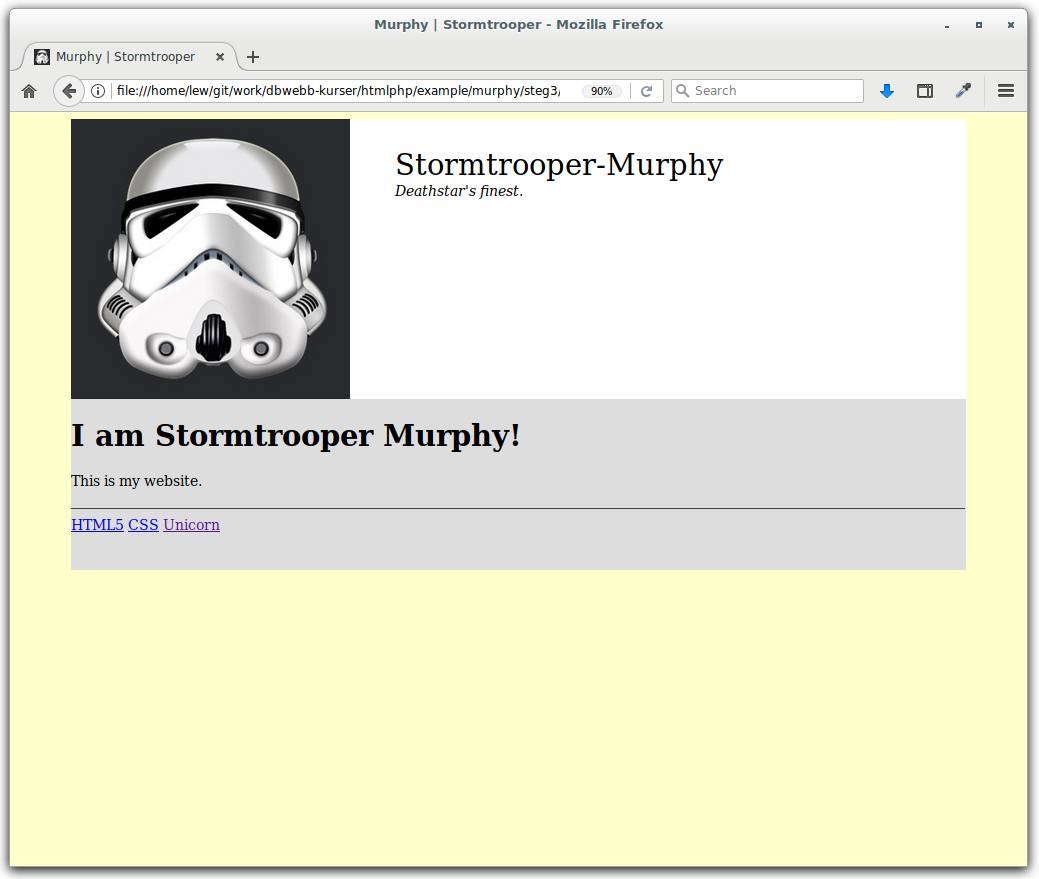 Murphy | Stormtrooper - Mozilla Firefox
Murphy | Stormtrooper
file:///home/lew/git/work/dbwebb-kurser/htmlphp/example/murphy/steg3/ 90% Search
Stormtrooper-Murphy
Deathstar's finest.
I am Stormtrooper Murphy!
This is my website.
HTML5 CSS Unicorn